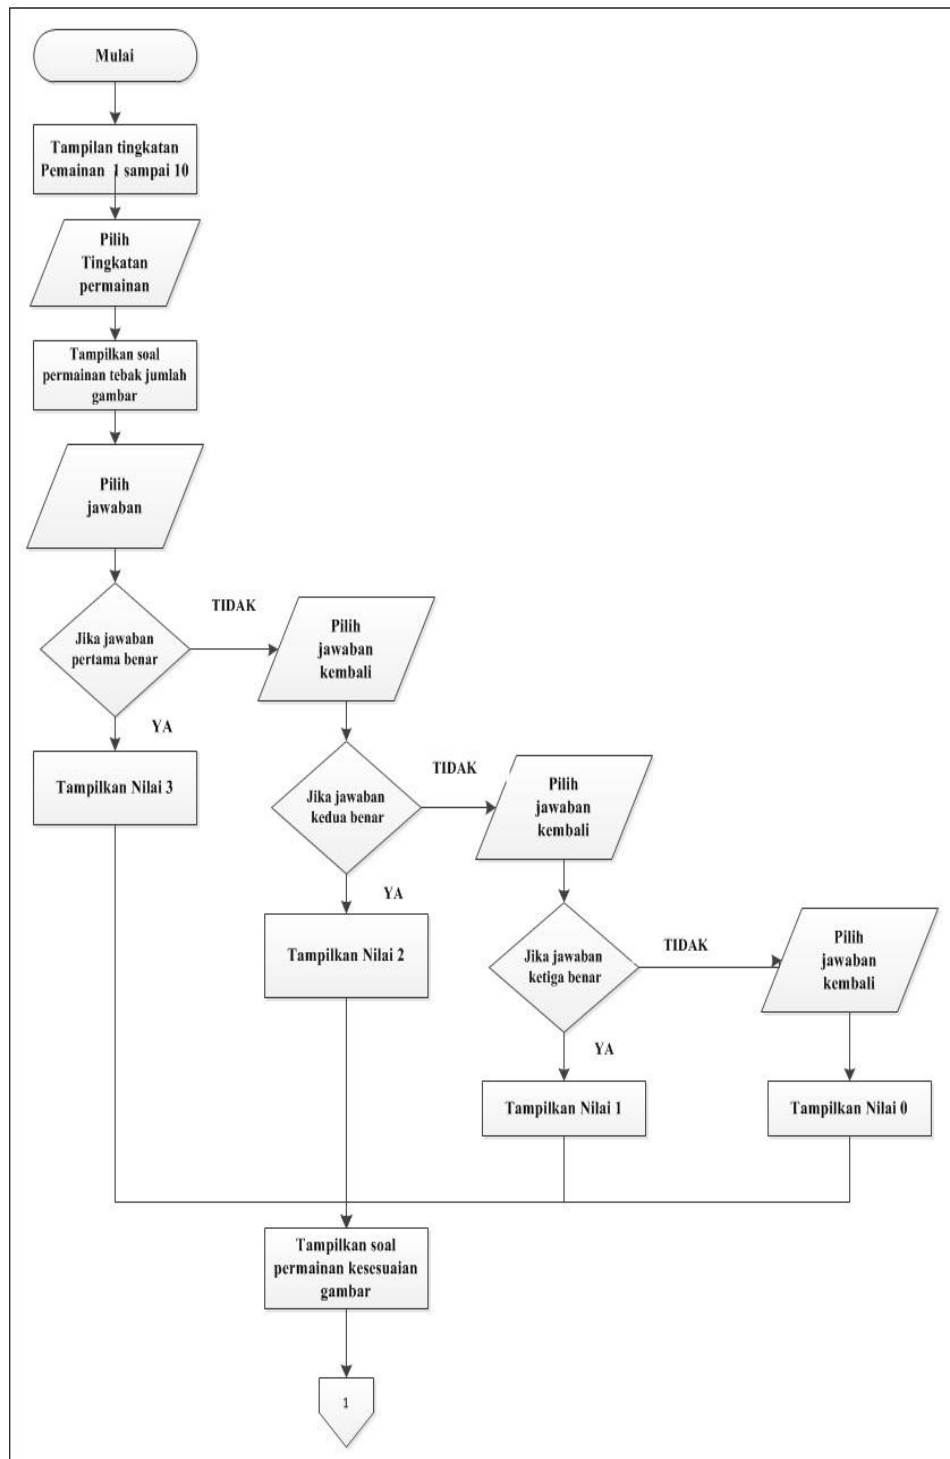 Mulai
Tampilan tingkatan
Pemainan 1 sampai 10
Pilih
Tingkatan
permainan
Tampilkan soal
permainan tebak jumlah
gambar
Pilih
jawaban
Jika jawaban
pertama benar
TIDAK
Pilih
jawaban
kembali
YA
Tampilkan Nilai 3
Jika jawaban
kedua benar
TIDAK
Pilih
jawaban
kembali
YA
Tampilkan Nilai 2
Jika jawaban
ketiga benar
TIDAK
Pilih
jawaban
kembali
YA
Tampilkan Nilai 1
Tampilkan Nilai 0
Tampilkan soal
permainan kesesuaian
gambar
1